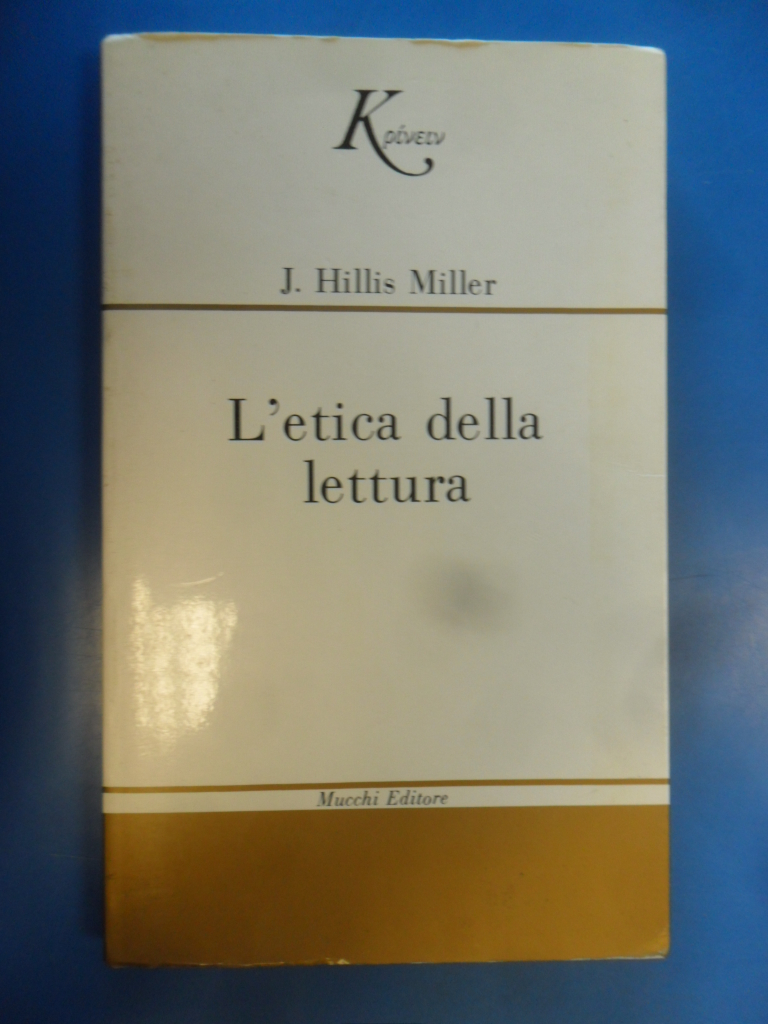 Κρίνειν
J. Hillis Miller
L'etica della
lettura
Mucchi Editore